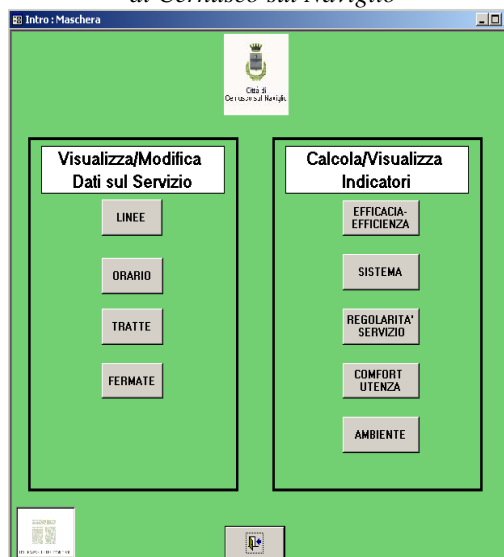 di Cernusco sul Naviglio
Intro : Maschera
Città di
Cernusco sul Naviglio
Visualizza/Modifica
Dati sul Servizio
LINEE
ORARIO
TRATTE
FERMATE
Calcola/Visualizza
Indicatori
EFFICACIA-
EFFICIENZA
SISTEMA
REGOLARITA'
SERVIZIO
COMFORT
UTENZA
AMBIENTE